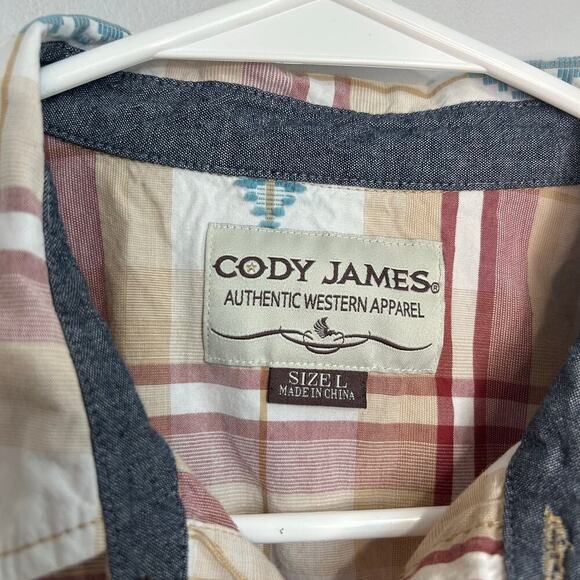 CODY JAMES®
AUTHENTIC WESTERN APPAREL
SIZE L
MADE IN CHINA